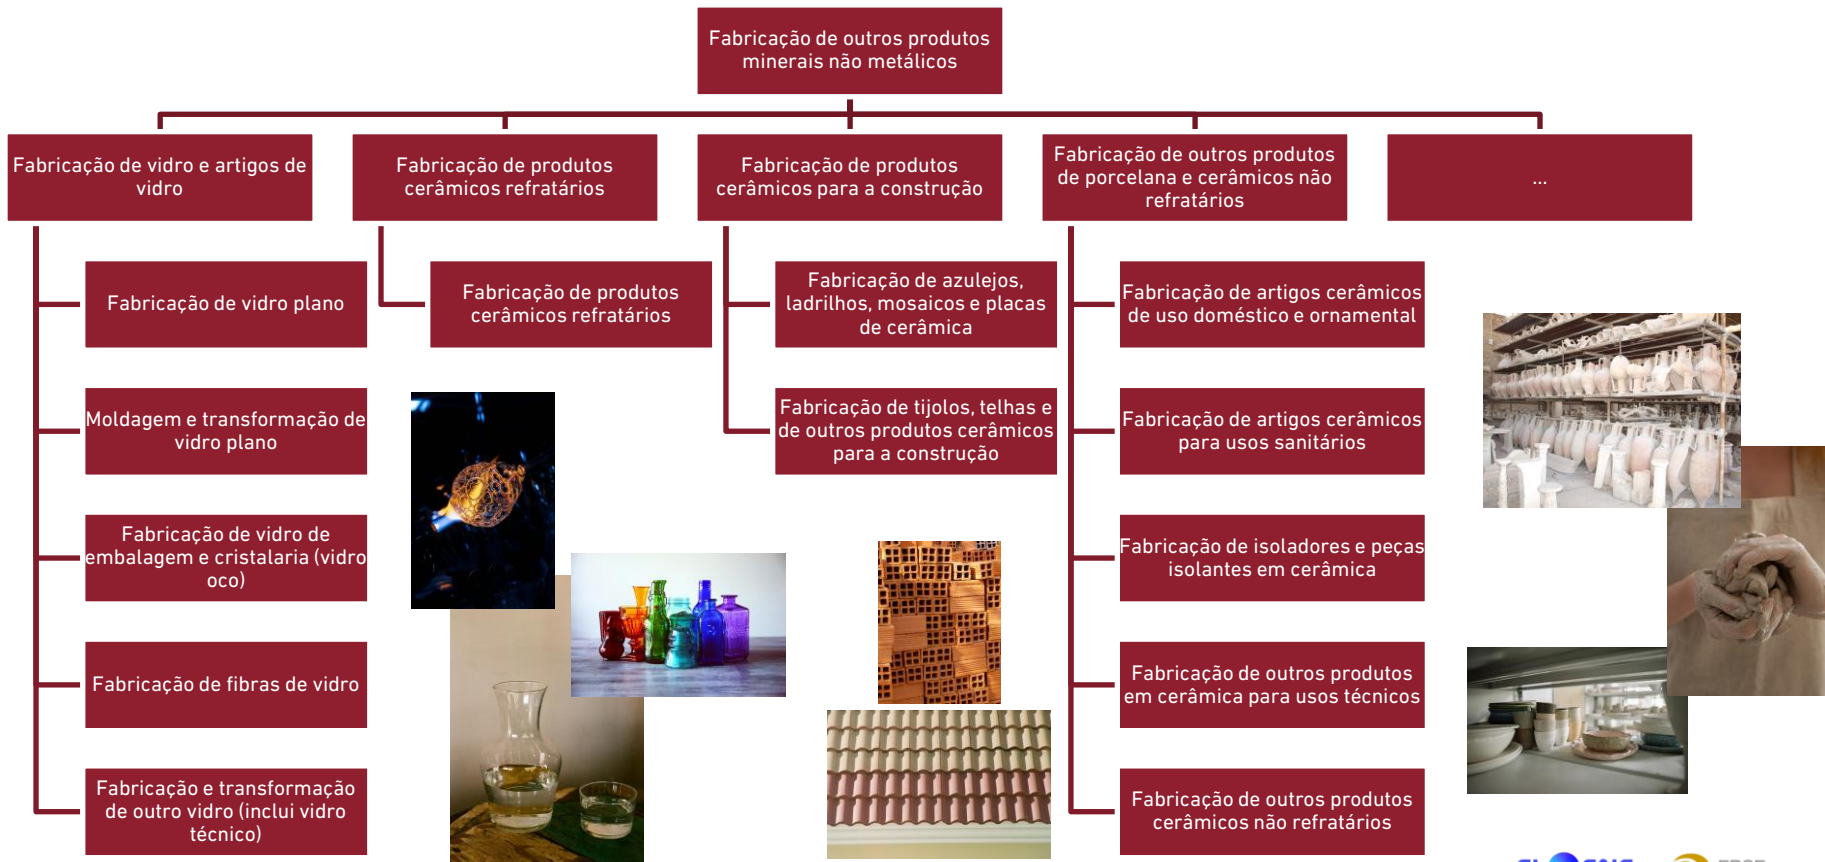 Fabricação de outros produtos
minerais não metálicos
Fabricação de vidro e artigos de
vidro
Fabricação de produtos
cerâmicos refratários
Fabricação de produtos
cerâmicos para a construção
Fabricação de outros produtos
de porcelana e cerâmicos não
refratários
...
Fabricação de vidro plano
Moldagem e transformação de
vidro plano
Fabricação de vidro de
embalagem e cristalaria (vidro
oco)
Fabricação de fibras de vidro
Fabricação e transformação
de outro vidro (inclui vidro
técnico)
Fabricação de produtos
cerâmicos refratários
Fabricação de azulejos,
ladrilhos, mosaicos e placas
de cerâmica
Fabricação de tijolos, telhas e
de outros produtos cerâmicos
para a construção
Fabricação de artigos cerâmicos
de uso doméstico e ornamental
Fabricação de artigos cerâmicos
para usos sanitários
Fabricação de isoladores e peças
isolantes em cerâmica
Fabricação de outros produtos
em cerâmica para usos técnicos
Fabricação de outros produtos
cerâmicos não refratários